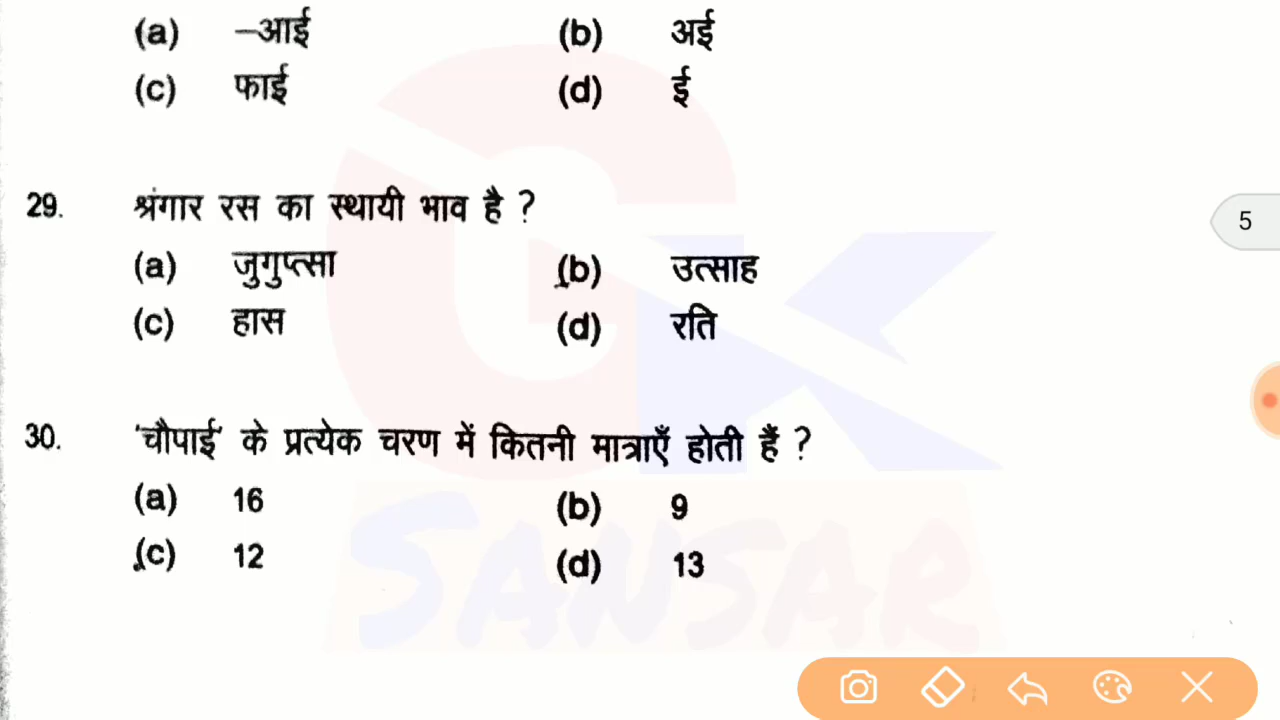 (a) –आई (b) अई
(c) फाई (d) ई
29. श्रंगार रस का स्थायी भाव है ?
(a) जुगुप्त्सा (b) उत्साह
(c) हास (d) रति
5
30. 'चौपाई' के प्रत्येक चरण में कितनी मात्राएँ होती हैं ?
(a) 16 (b) 9
(c) 12 (d) 13
SANSAR